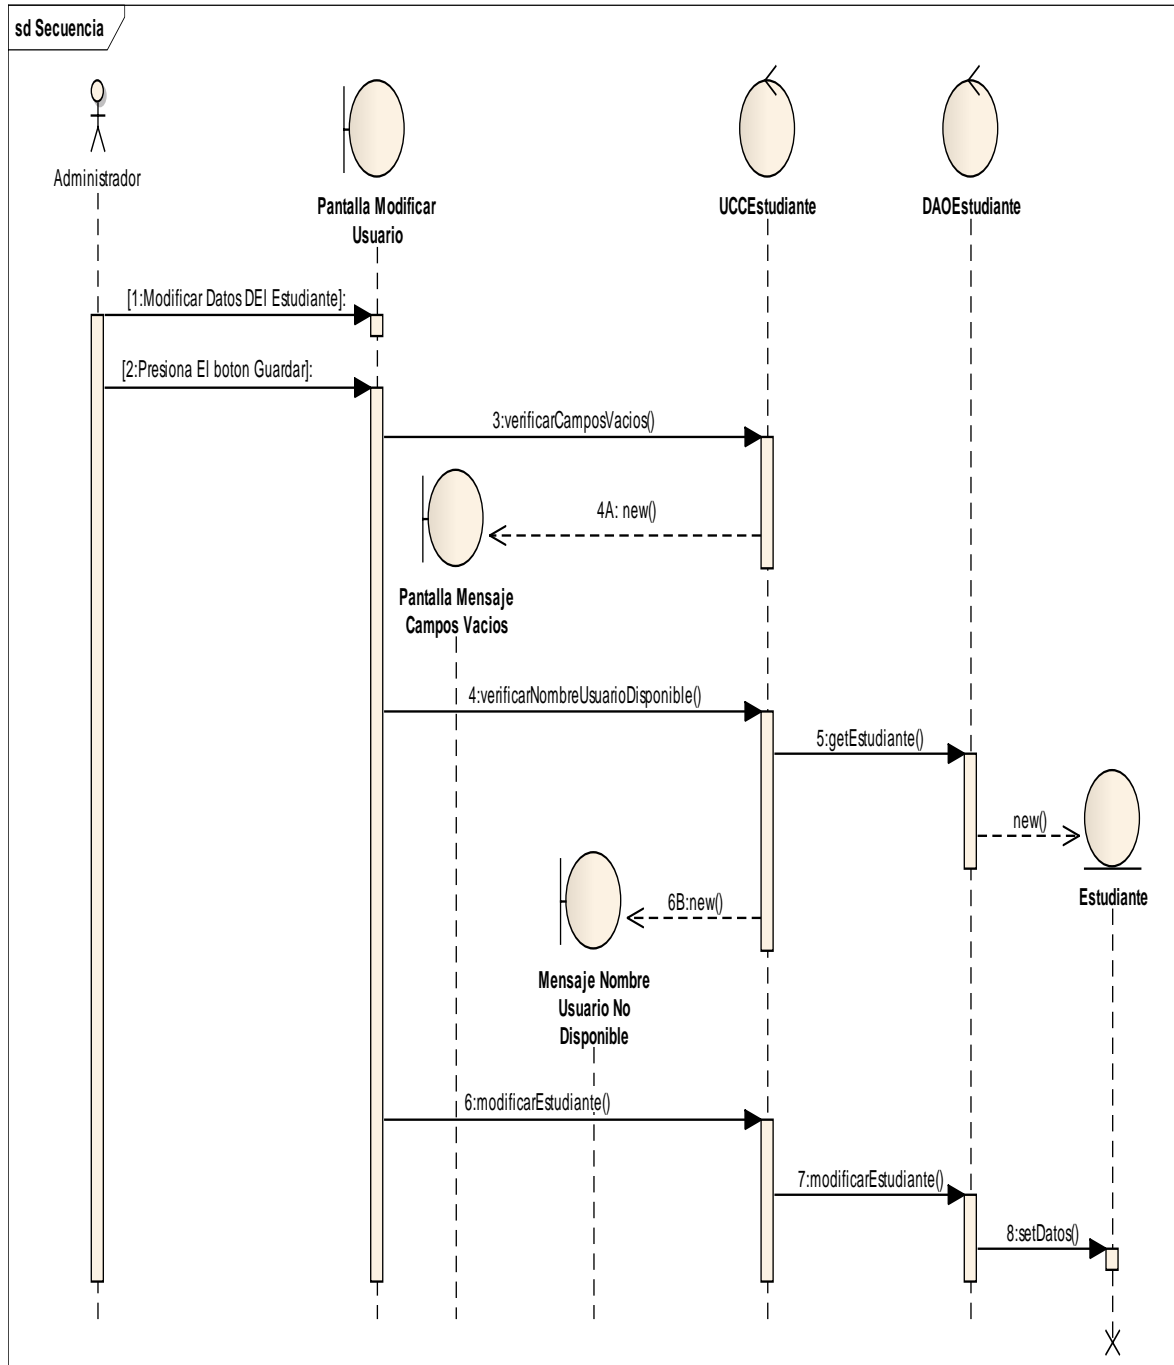 sd Secuencia
Administrador
Pantalla Modificar
Usuario
UCCEstudiante
DAOEstudiante
[1:Modificar Datos DEl Estudiante]:
[2:Presiona El boton Guardar]:
3:verificarCamposVacios()
4A: new()
Pantalla Mensaje
Campos Vacios
4:verificarNombreUsuarioDisponible()
5:getEstudiante()
new()
Estudiante
6B:new()
Mensaje Nombre
Usuario No
Disponible
6:modificarEstudiante()
7:modificarEstudiante()
8:setDatos()